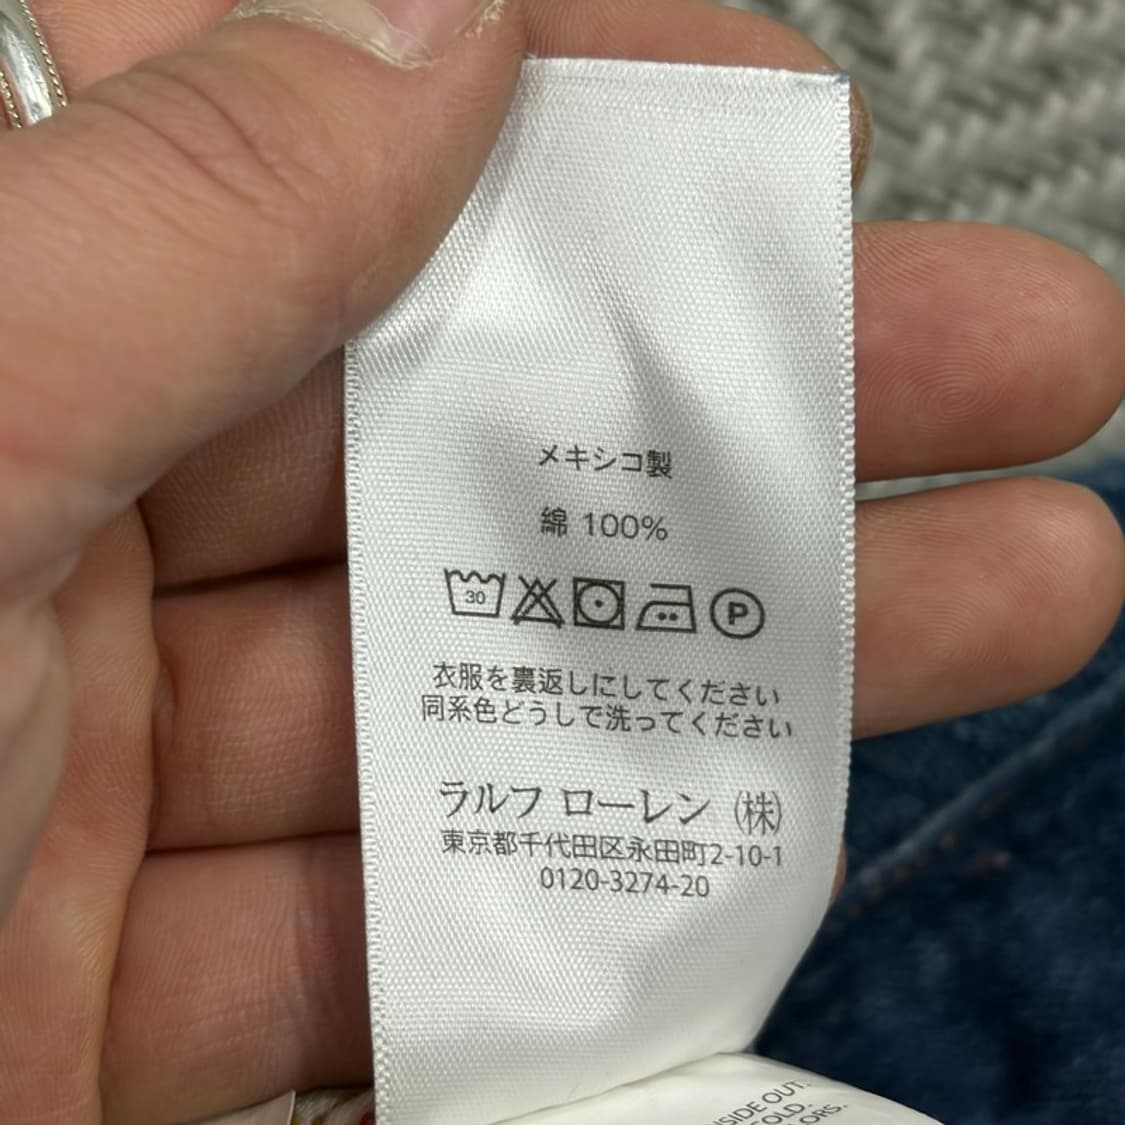 メキシコ製
綿 100%
30
P
衣服を裏返しにしてください
同系色どうしで洗ってください
ラルフ ローレン (株)
東京都千代田区永田町2-10-1
0120-3274-20
OUT.